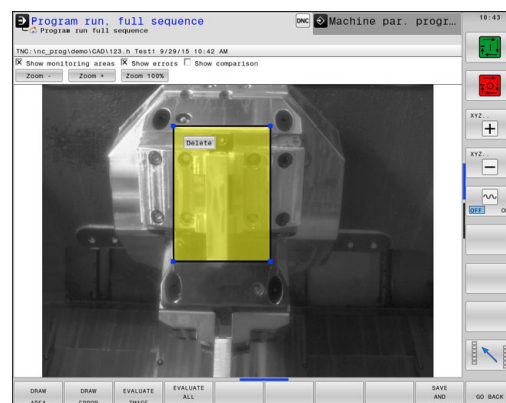 Program run, full sequence
Program run full sequence
DNC
Machine par. progr…
10:43
TNC:\nc_prog\demo\CAD\123.h Test1 9/29/15 10:42 AM
Show monitoring areas Show errors Show comparison
Zoom - Zoom + Zoom 100%
Delete
XYZ..
+
XYZ..
-
OFF
DRAW
AREA
DRAW
ERROR
EVALUATE
IMAGE
EVALUATE
ALL
SAVE
AND
GO BACK